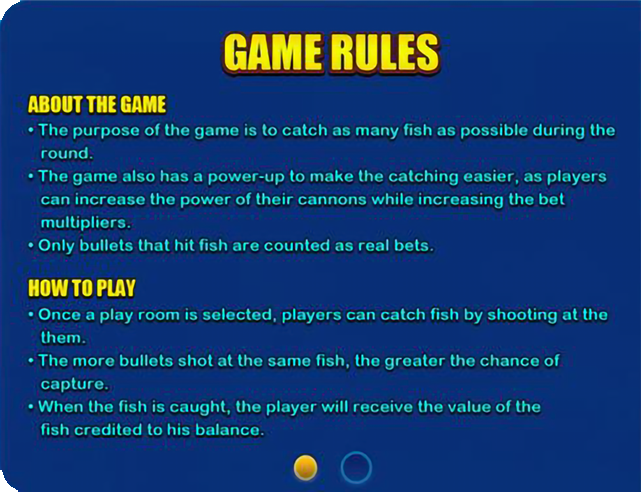 GAME RULES
ABOUT THE GAME
• The purpose of the game is to catch as many fish as possible during the
round.
• The game also has a power-up to make the catching easier, as players
can increase the power of their cannons while increasing the bet
multipliers.
• Only bullets that hit fish are counted as real bets.
HOW TO PLAY
• Once a play room is selected, players can catch fish by shooting at the
them.
• The more bullets shot at the same fish, the greater the chance of
capture.
• When the fish is caught, the player will receive the value of the
fish credited to his balance.